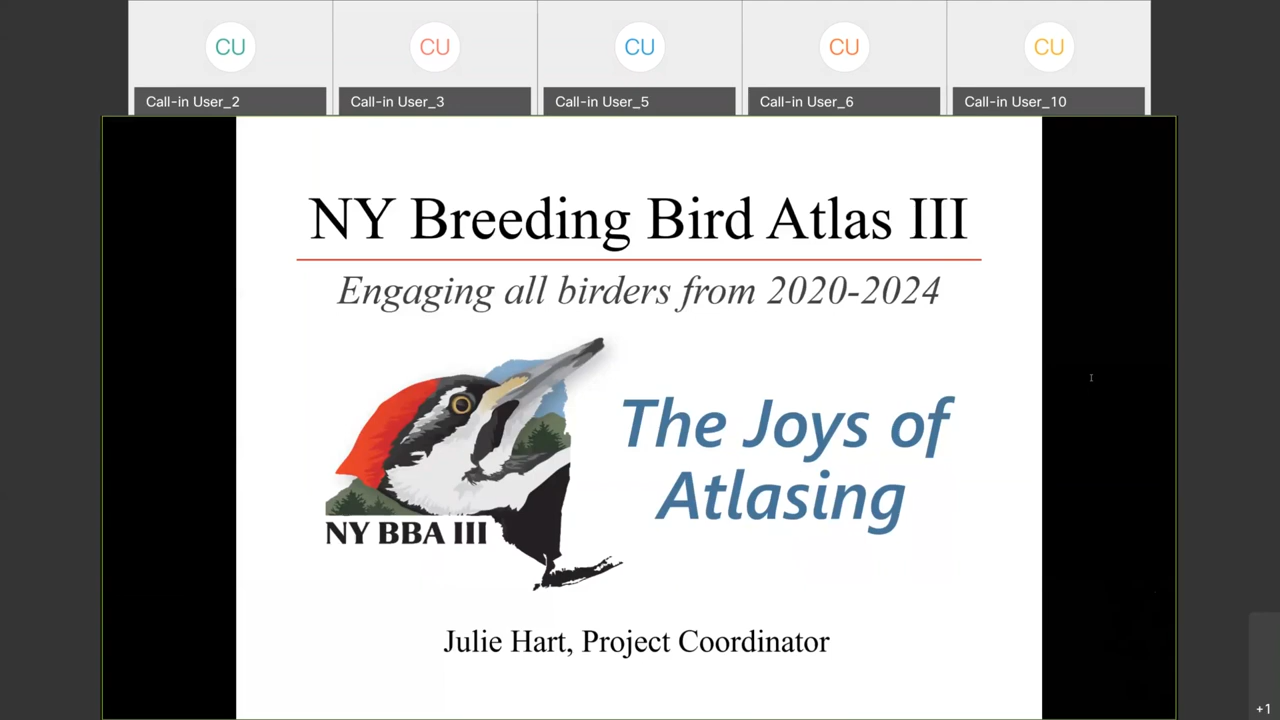 CU CU CU CU CU
Call-in User_2 Call-in User_3 Call-in User_5 Call-in User_6 Call-in User_10
NY Breeding Bird Atlas III
Engaging all birders from 2020-2024
The Joys of
Atlasing
NY BBA III
Julie Hart, Project Coordinator
+1